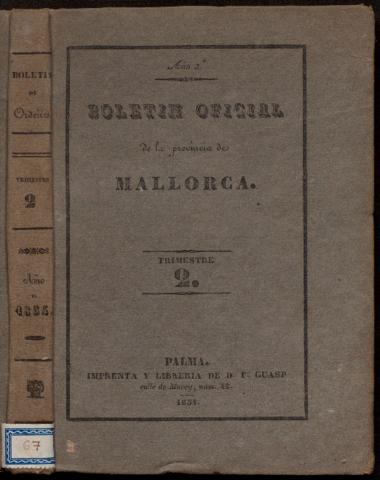 BOLETIN
DE
Ordenes
TRIMESTRE
2
Año
1834.
67
Año 2.º
BOLETIN OFICIAL
de la provincia de
MALLORCA.
TRIMESTRE
2.
PALMA.
IMPRENTA Y LIBRERIA DE D. F. GUASP
calle de Morey, núm.
1834.